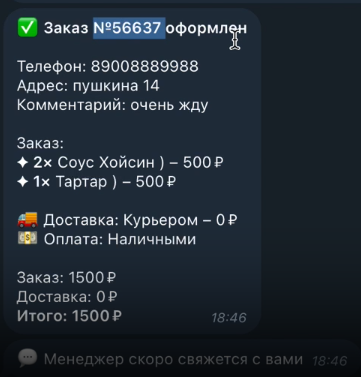 ✅ Заказ №56637 оформлен
Телефон: 89008889988
Адрес: пушкина 14
Комментарий: очень жду
Заказ:
✦ 2× Соус Хойсин ) – 500 ₽
✦ 1× Тартар ) – 500 ₽
🚚 Доставка: Курьером – 0 ₽
💵 Оплата: Наличными
Заказ: 1500 ₽
Доставка: 0 ₽
Итого: 1500 ₽ 18:46
💬 Менеджер скоро свяжется с вами 18:46